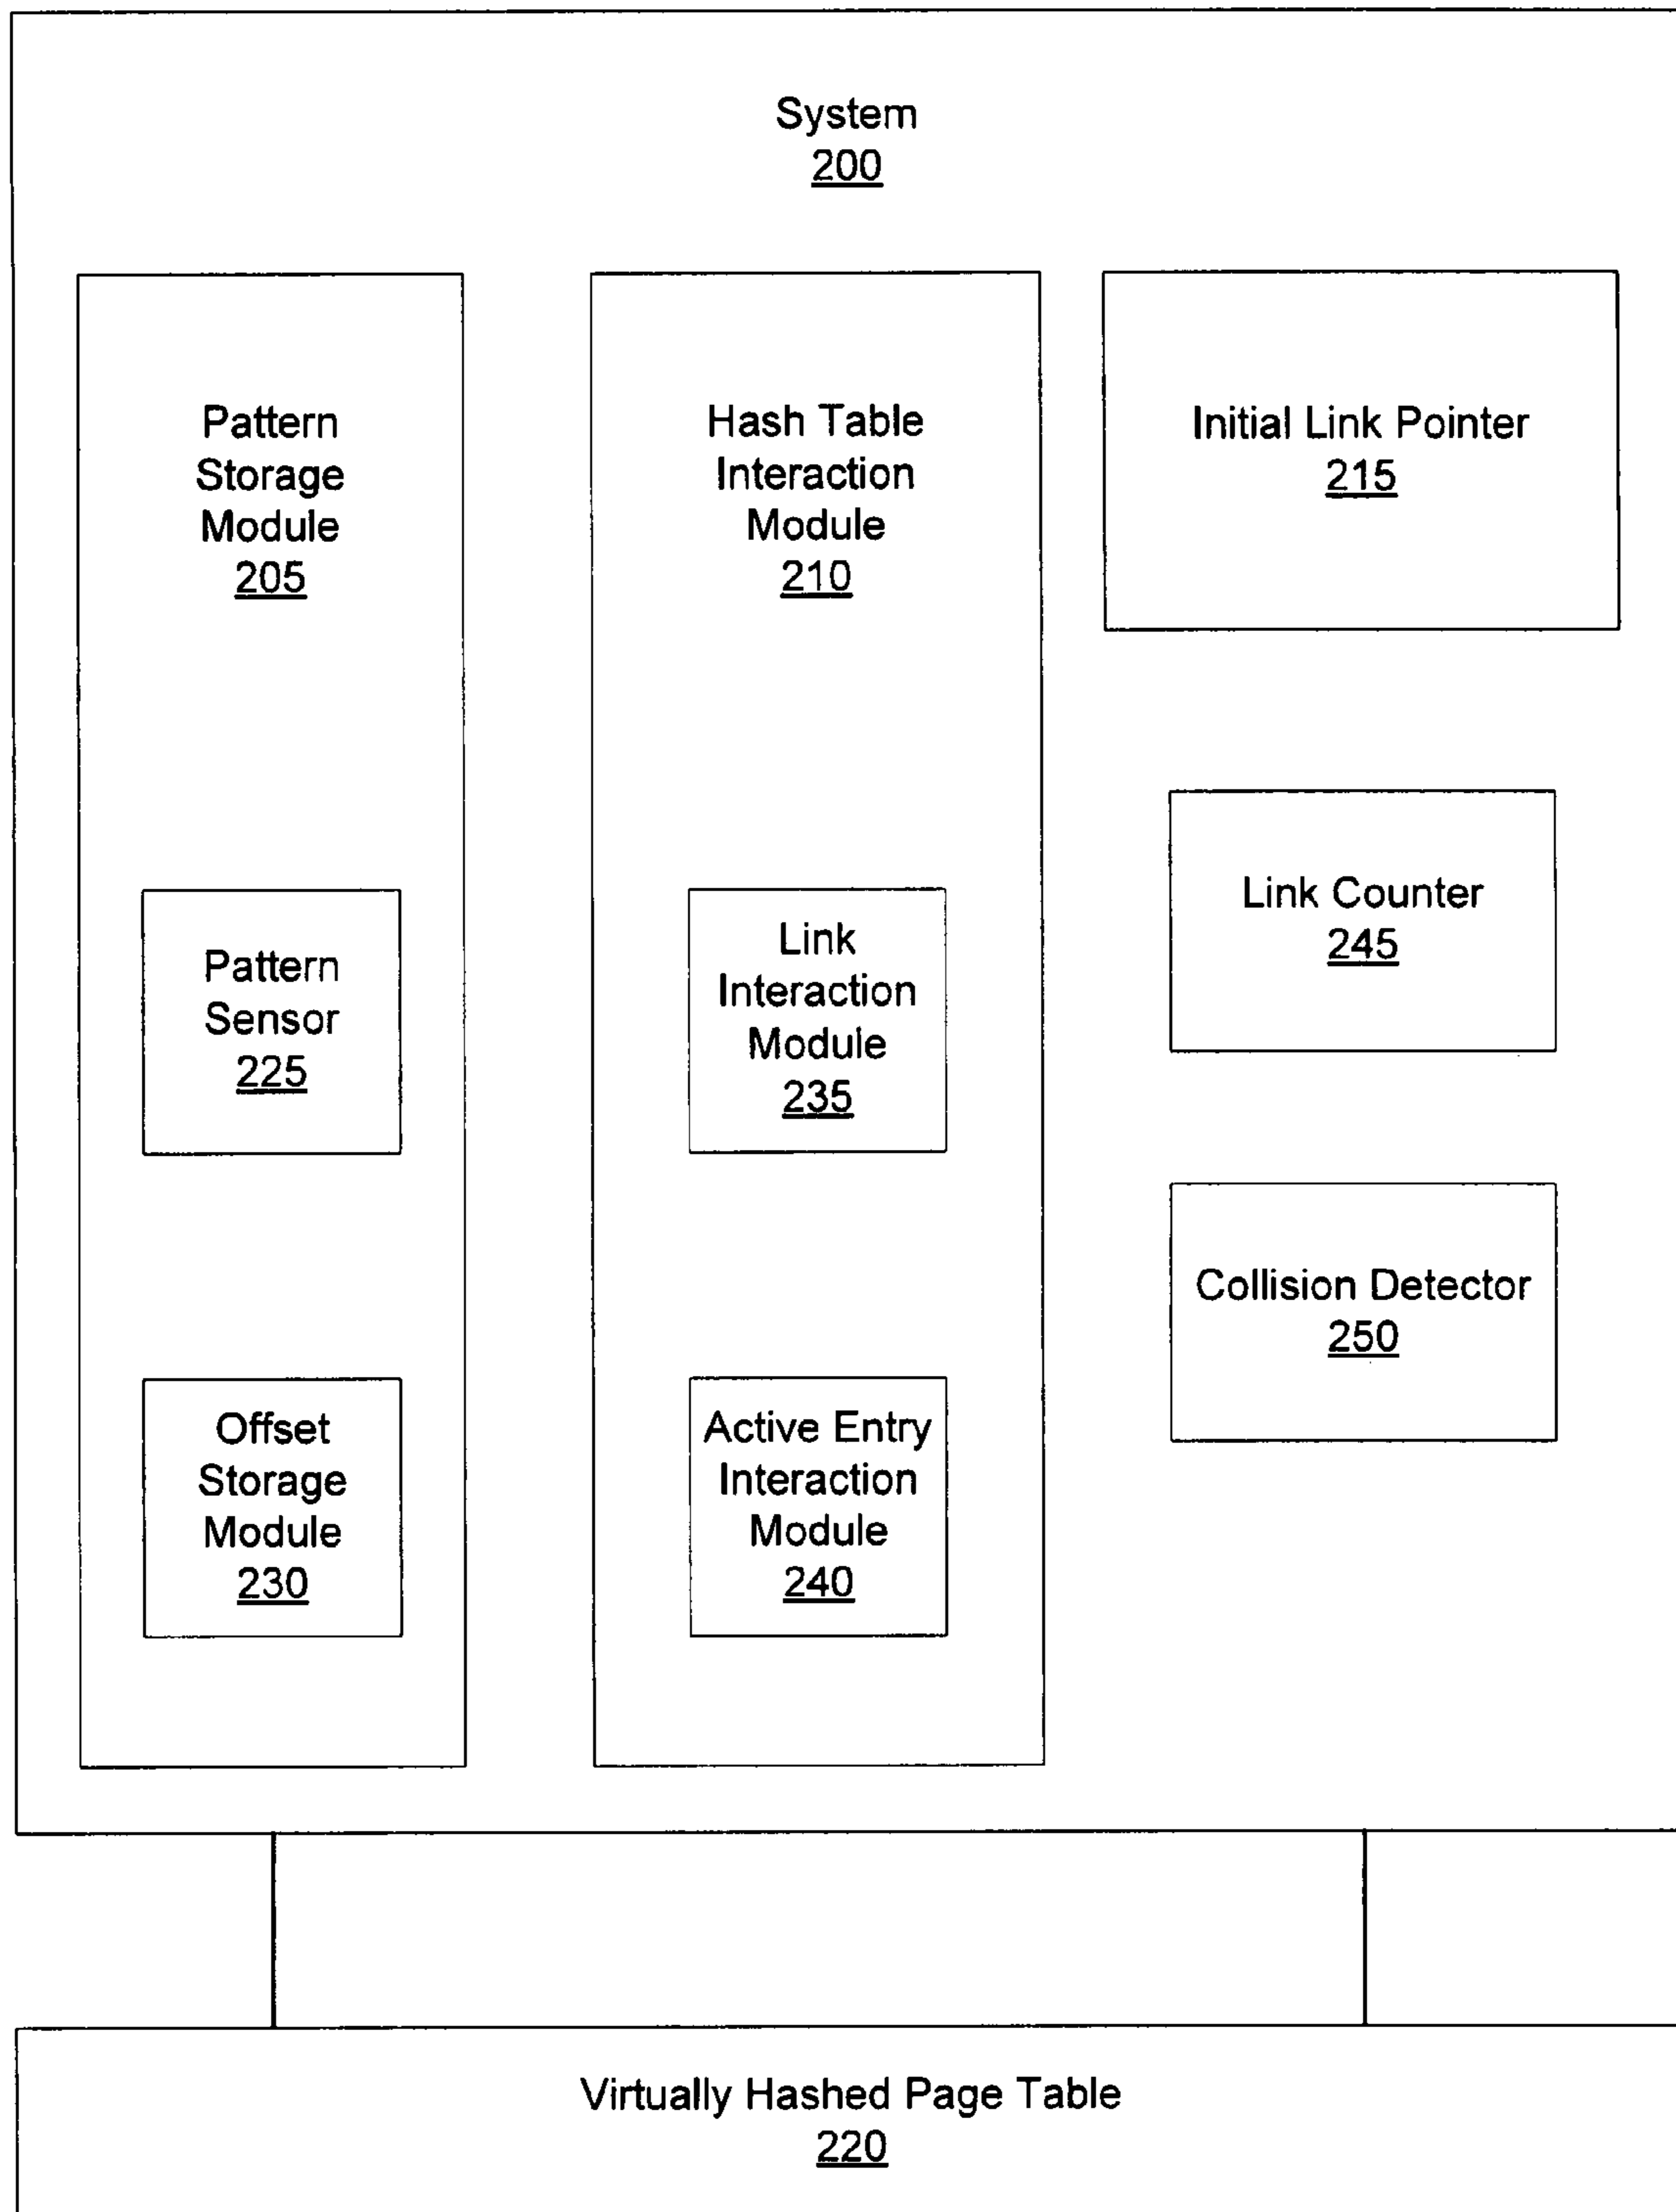 System
200
Pattern
Storage
Module
205
Hash Table
Interaction
Module
210
Initial Link Pointer
215
Pattern
Sensor
225
Link
Interaction
Module
235
Link Counter
245
Offset
Storage
Module
230
Active Entry
Interaction
Module
240
Collision Detector
250
Virtually Hashed Page Table
220